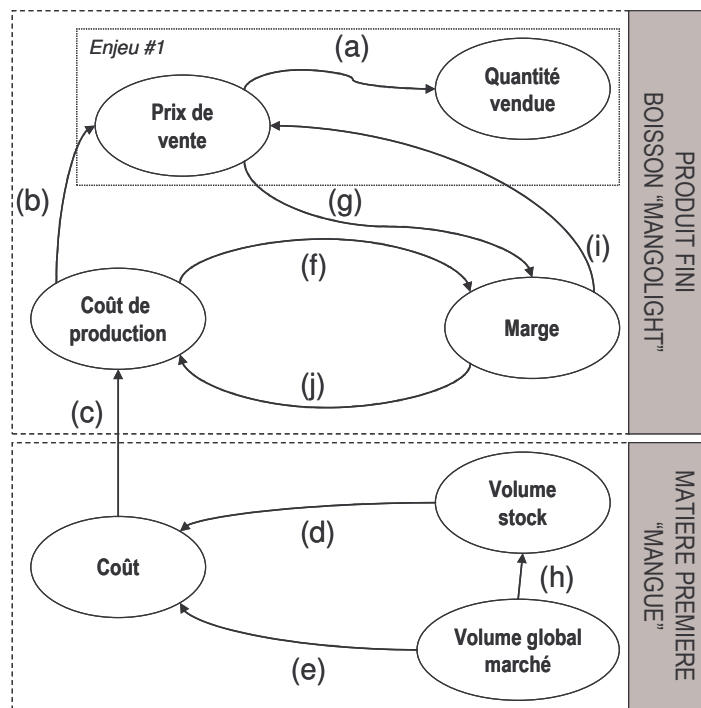 Enjeu #1
(a)
Quantité
vendue
Prix de
vente
(b)
(g)
(i)
(f)
Coût de
production
Marge
(j)
(c)
PRODUIT FINI
BOISSON “MANGOLIGHT”
Volume
stock
(d)
Coût
(h)
Volume global
marché
(e)
MATIERE PREMIERE
“MANGUE”